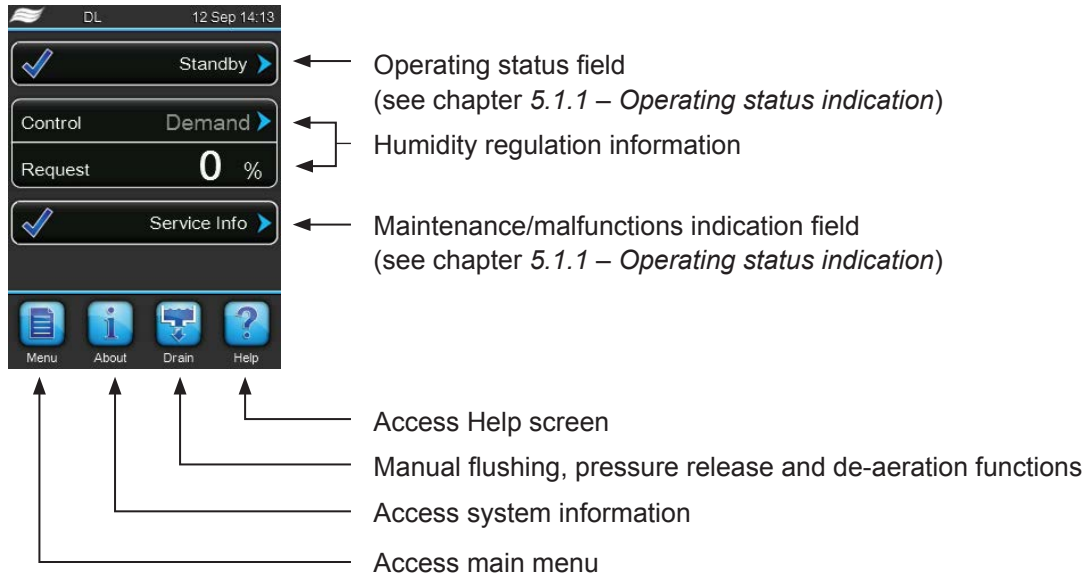 DL 12 Sep 14:13
Standby
Operating status field
(see chapter 5.1.1 – Operating status indication)
Control Demand
Request 0 %
Humidity regulation information
Service Info
Maintenance/malfunctions indication field
(see chapter 5.1.1 – Operating status indication)
Menu About Drain Help
Access Help screen
Manual flushing, pressure release and de-aeration functions
Access system information
Access main menu